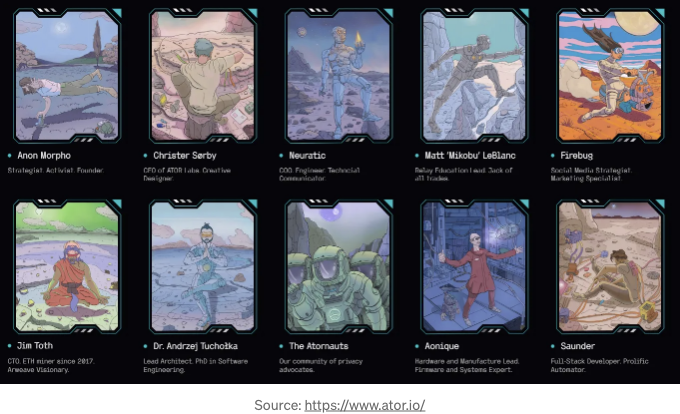 Anon Morpho
Strategist. Activist. Founder.
Christer Sørby
CFO of ATOR Labs. Creative
Designer.
Neuratic
COO. Engineer. Techocial
Communicator.
Matt 'Mikobu' LeBlanc
Relay Education Lead. Jack of
all trades.
Firebug
Social Media Strategist.
Marketing Specialist.
Jim Toth
CTO. ETH miner since 2017.
Arweave Visionary.
Dr. Andrzej Tuchołka
Lead Architect. PhD in Software
Engineering.
The Atornauts
Our community of privacy
advocates.
Aonique
Hardware and Manufacture Lead.
Firmware and Systems Expert.
Saunder
Full-Stack Developer. Prolific
Automator.
Source: https://www.ator.io/